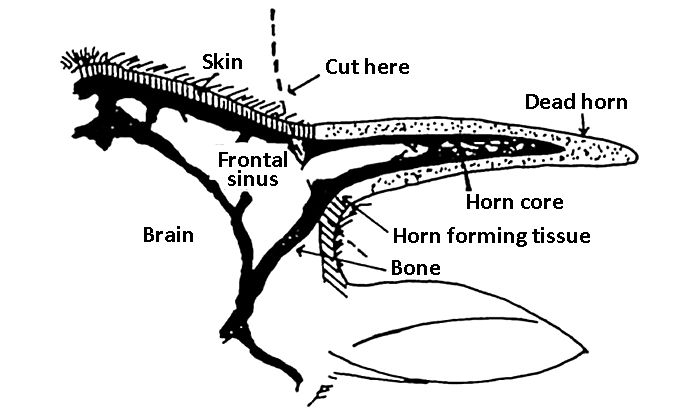 Skin
Cut here
Dead horn
Frontal
sinus
Horn core
Brain
Horn forming tissue
Bone